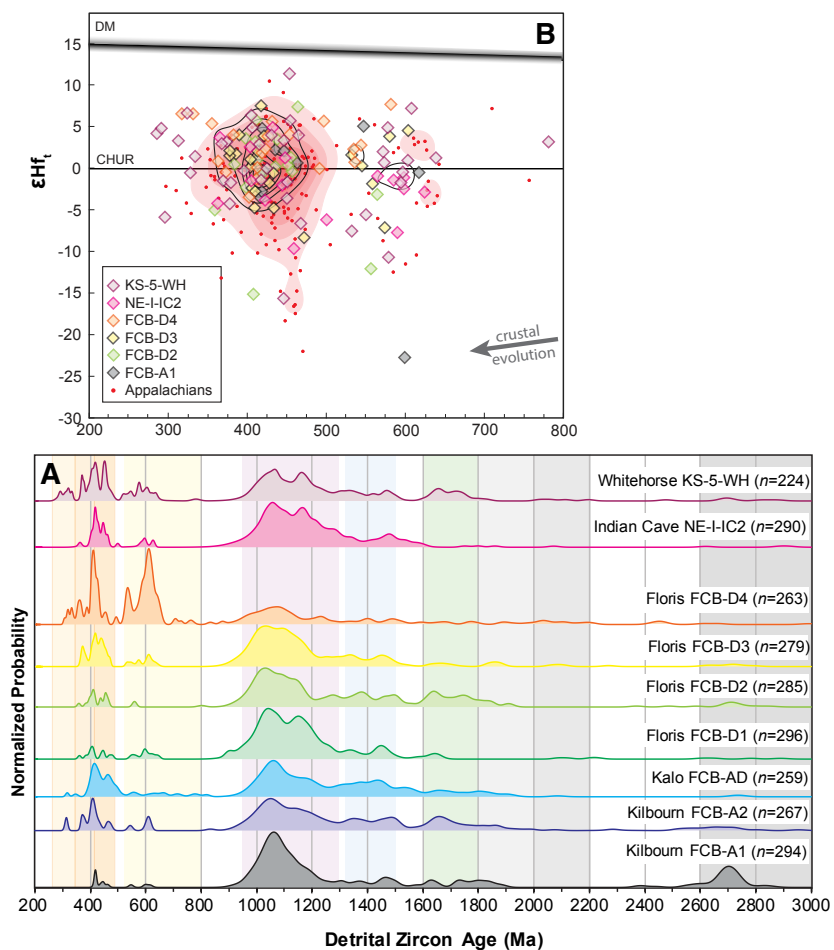 B
DM
15
10
5
CHUR
0
-5
-10
-15
-20
-25
-30
εHft
KS-5-WH
NE-I-IC2
FCB-D4
FCB-D3
FCB-D2
FCB-A1
Appalachians
crustal
evolution
200 300 400 500 600 700 800
A
Whitehorse KS-5-WH (n=224)
Indian Cave NE-I-IC2 (n=290)
Floris FCB-D4 (n=263)
Floris FCB-D3 (n=279)
Floris FCB-D2 (n=285)
Floris FCB-D1 (n=296)
Kalo FCB-AD (n=259)
Kilbourn FCB-A2 (n=267)
Kilbourn FCB-A1 (n=294)
Normalized Probability
200 400 600 800 1000 1200 1400 1600 1800 2000 2200 2400 2600 2800 3000
Detrital Zircon Age (Ma)